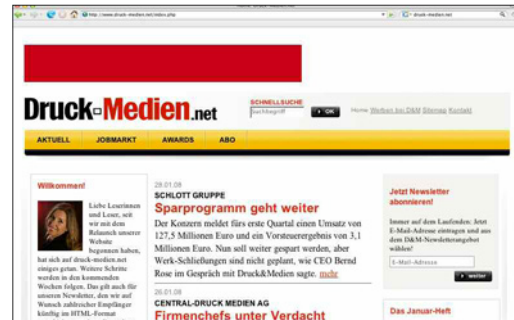 http://www.druck-medien.net/index.php
druck-medien.net
Druck-Medien.net
SCHNELLSUCHE
Suchbegriff
OK
Home Werben bei D&M Sitemap Kontakt
AKTUELL JOBMARKT AWARDS ABO
Willkommen!
Liebe Leserinnen
und Leser, seit
wir mit dem
Relaunch unserer
Website
begonnen haben,
hat sich auf druck-medien.net
einiges getan. Weitere Schritte
werden in den kommenden
Wochen folgen. Das gilt auch für
unseren Newsletter, den wir auf
Wunsch zahlreicher Empfänger
künftig im HTML-Format
28.01.08
SCHLOTT GRUPPE
Sparprogramm geht weiter
Der Konzern meldet fürs erste Quartal einen Umsatz von
127,5 Millionen Euro und ein Vorsteuerergebnis von 3,1
Millionen Euro. Nun soll weiter gespart werden, aber
Werk-Schließungen sind nicht geplant, wie CEO Bernd
Rose im Gespräch mit Druck&Medien sagte. mehr
26.01.08
CENTRAL-DRUCK MEDIEN AG
Firmenchefs unter Verdacht
Jetzt Newsletter
abonnieren!
Immer auf dem Laufenden: Jetzt
E-Mail-Adresse eintragen und aus
dem D&M-Newsletterangebot
wählen!
E-Mail-Adresse
weiter
Das Januar-Heft